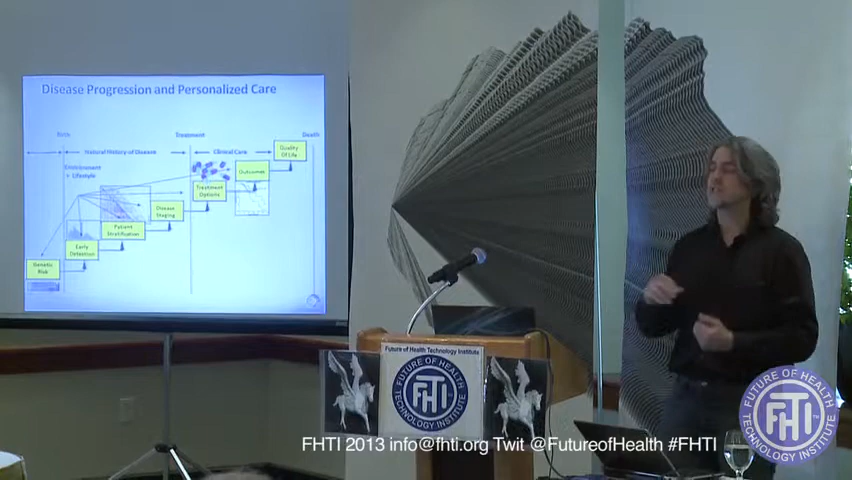 Disease Progression and Personalized Care
Birth
Treatment
Death
Natural History of Disease
Clinical Care
Quality
Of Life
Environment
+ Lifestyle
Outcomes
Treatment
Options
Disease
Staging
Patient
Stratification
Early
Detection
Genetic
Risk
Future of Health Technology Institute
FUTURE OF HEALTH
FHTI
TECHNOLOGY INSTITUTE
FUTURE OF HEALTH
FHTI
TM
TECHNOLOGY INSTITUTE
FHTI 2013 info@fhti.org Twit @FutureofHealth #FHTI